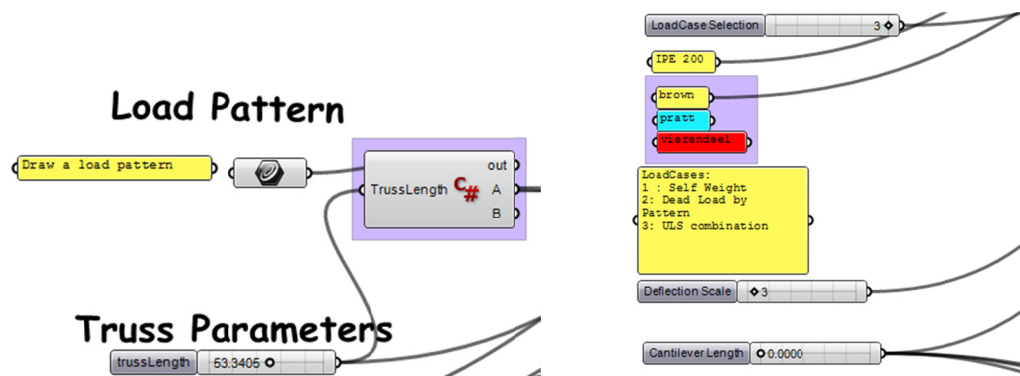 Load Pattern
Draw a load pattern
TrussLength
C#
out
A
B
Truss Parameters
trussLength
53.3405
LoadCase Selection
3
IPE 200
brown
pratt
vierendeel
LoadCases:
1 : Self Weight
2: Dead Load by
Pattern
3: ULS combination
Deflection Scale
3
Cantilever Length
0.0000